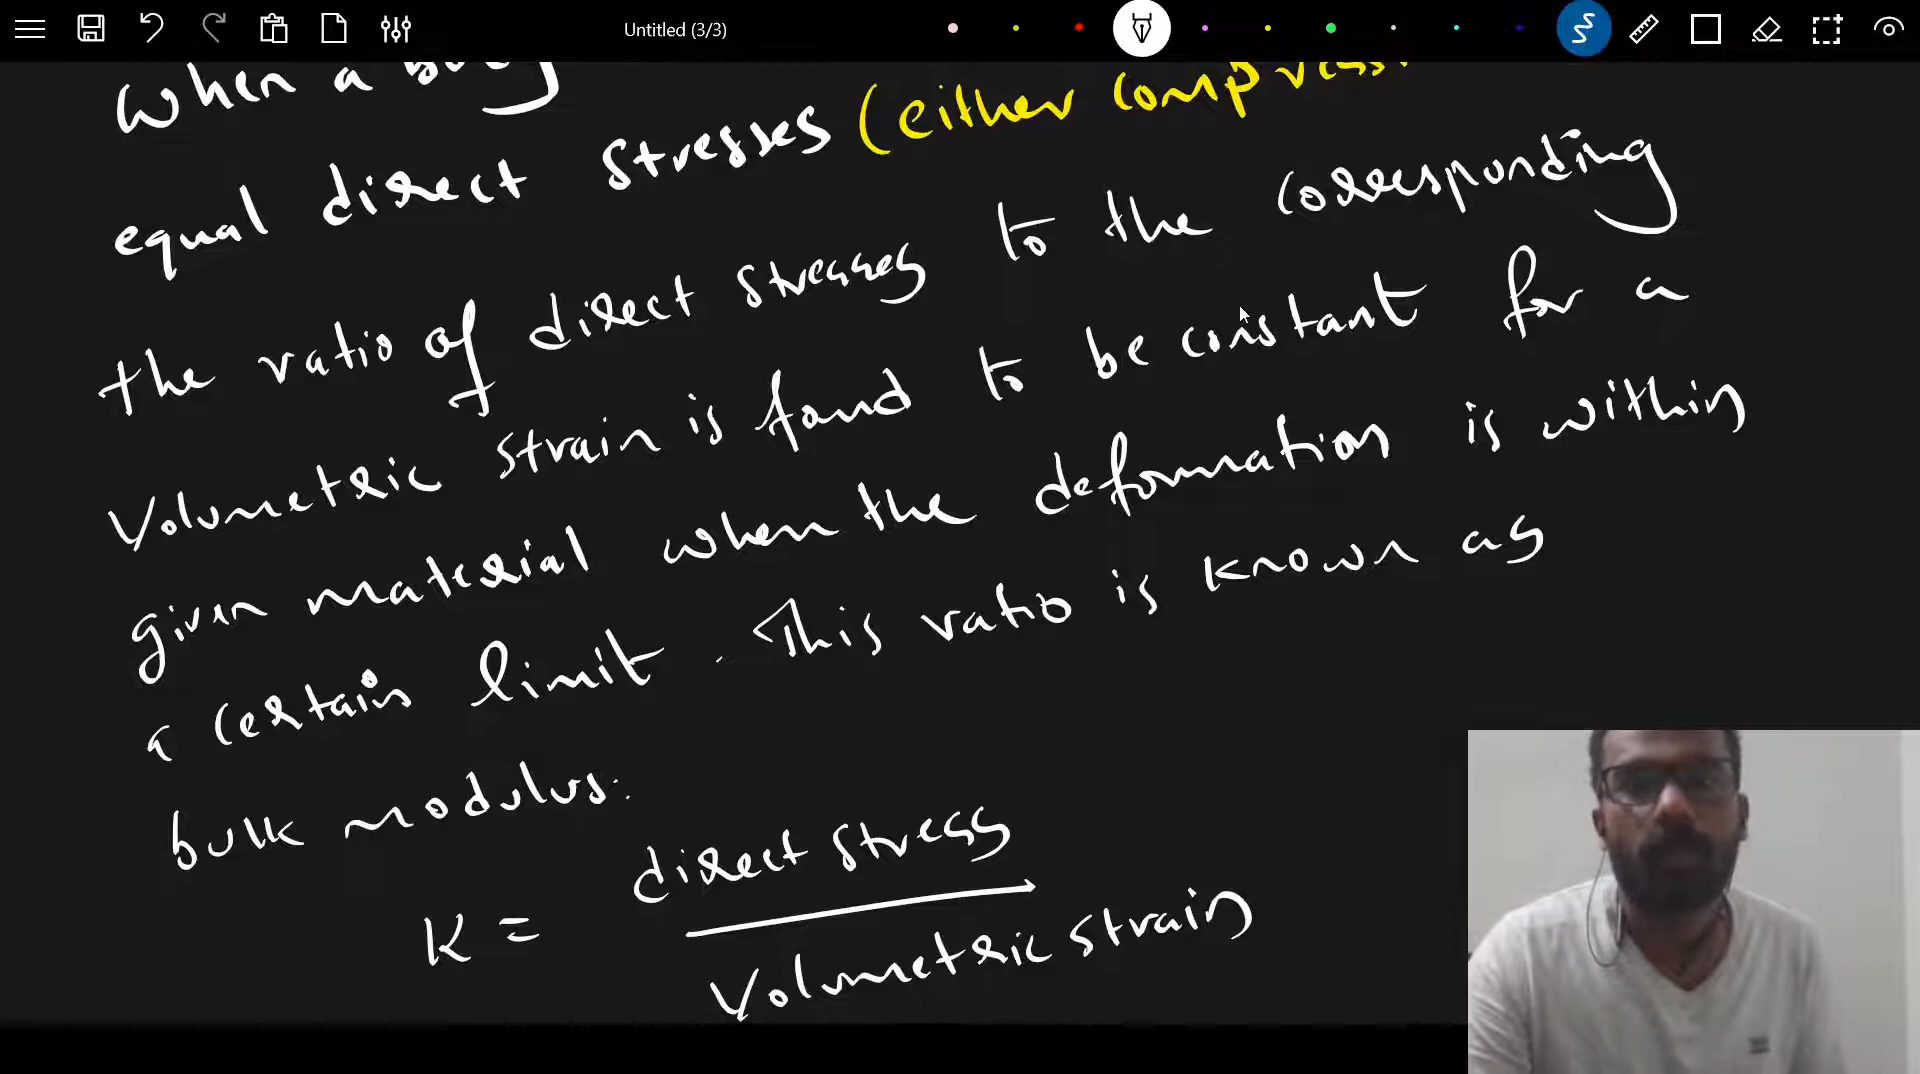 Untitled (3/3)
When a body
equal direct stresses (either compress
the ratio of direct stresses to the corresponding
Volumetric strain is found to be constant for a
given material when the deformation is within
a certain limit. This ratio is known as
bulk modulus.
K = direct stress
Volumetric strain